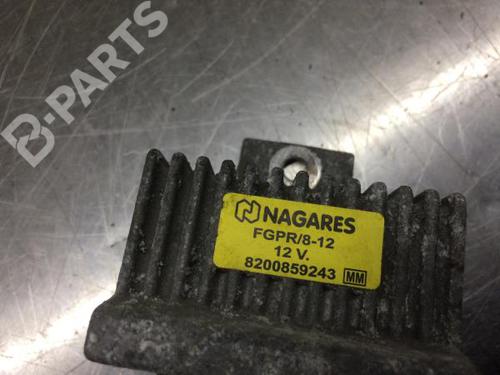 B-PARTS
NAGARES
FGPR/8-12
12 V.
8200859243 MM